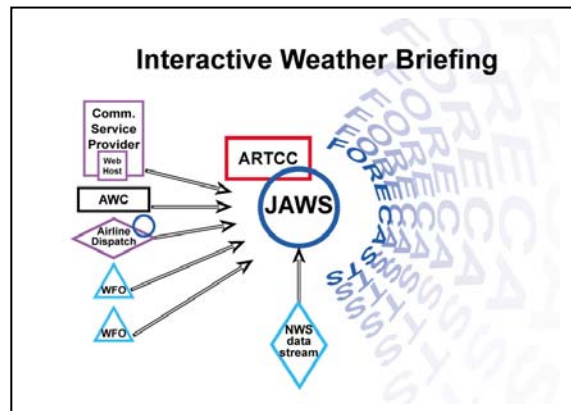 Interactive Weather Briefing
Comm.
Service
Provider
Web
Host
ARTCC
AWC
JAWS
Airline
Dispatch
WFO
WFO
NWS
data
stream
FORECASTS